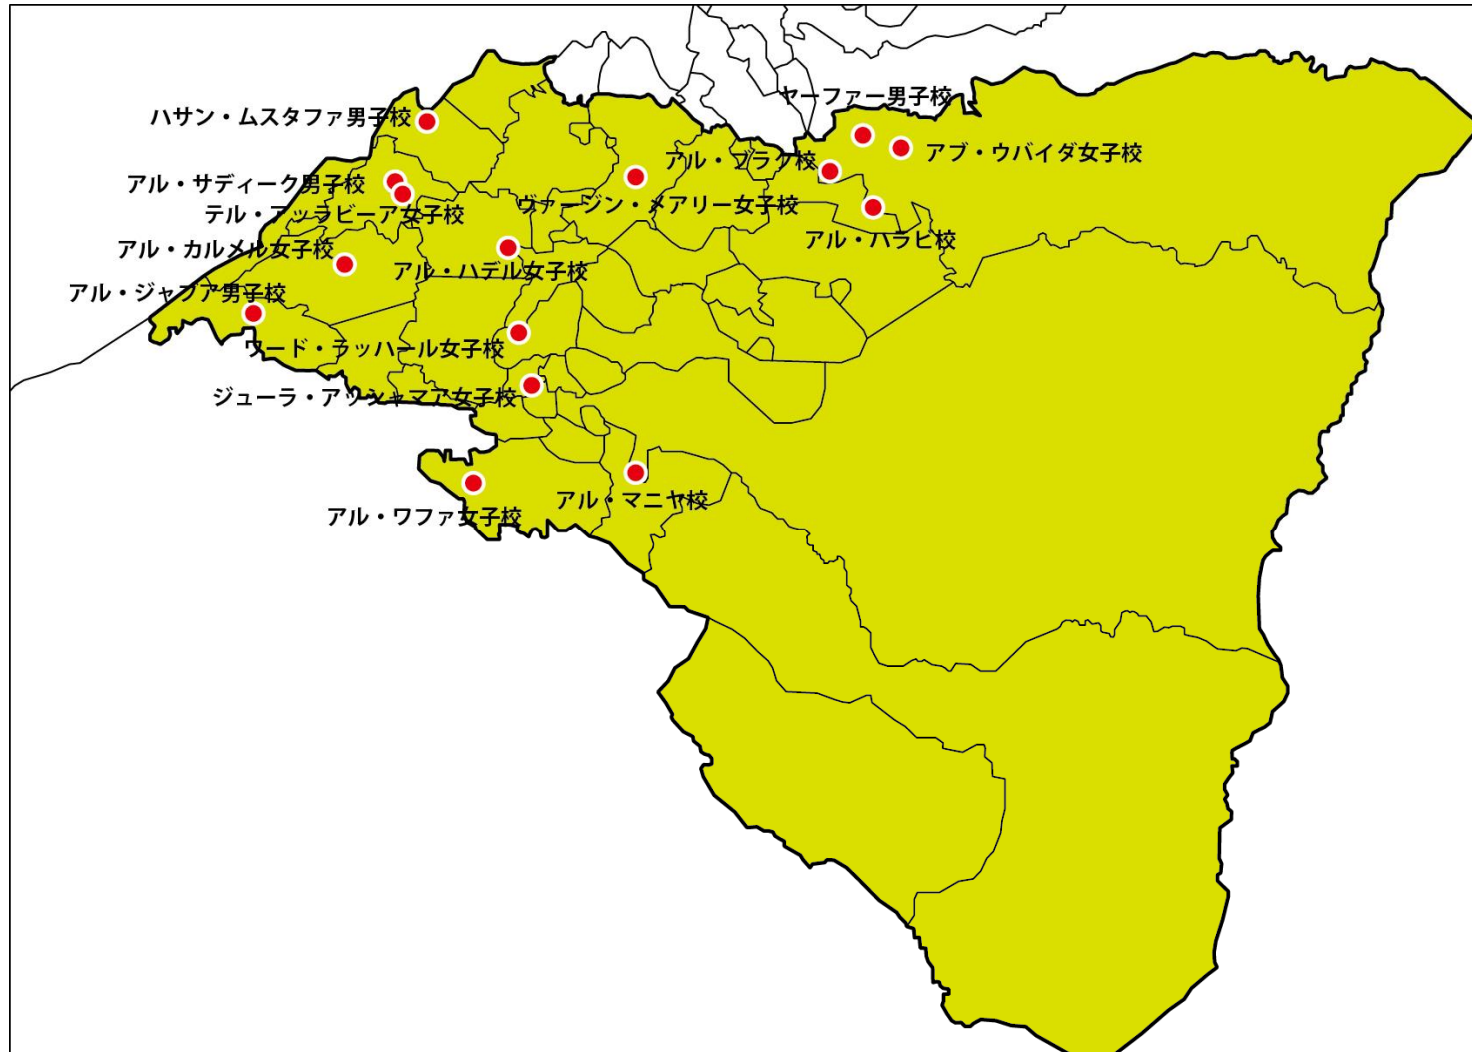 ヤーファー男子校
ハサン・ムスタファ男子校
アブ・ウバイダ女子校
アル・ブラク校
アル・サディーク男子校
ヴァージン・メアリー女子校
テル・アッラビーア女子校
アル・ハラビ校
アル・カルメル女子校
アル・ハデル女子校
アル・ジャブア男子校
ワード・ラッハール女子校
ジューラ・アッシャマア女子校
アル・マニヤ校
アル・ワファ女子校